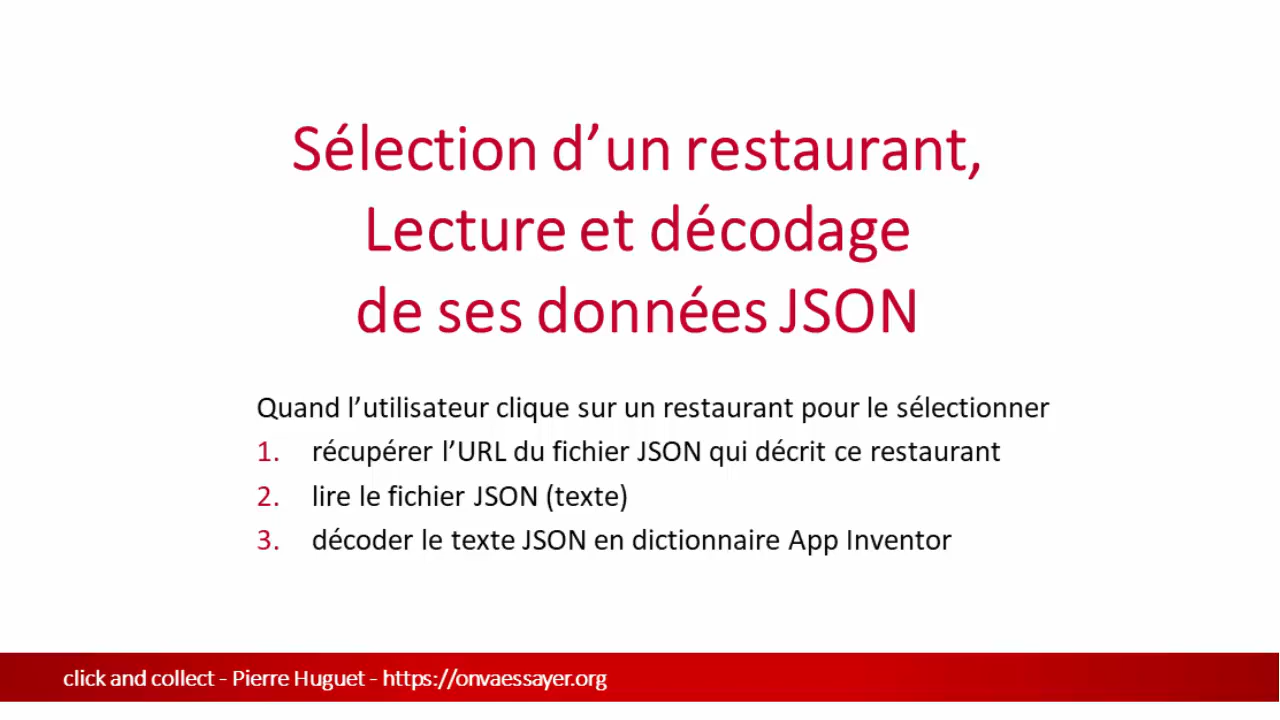 Sélection d’un restaurant,
Lecture et décodage
de ses données JSON
Quand l’utilisateur clique sur un restaurant pour le sélectionner
1. récupérer l’URL du fichier JSON qui décrit ce restaurant
2. lire le fichier JSON (texte)
3. décoder le texte JSON en dictionnaire App Inventor
click and collect - Pierre Huguet - https://onvaessayer.org